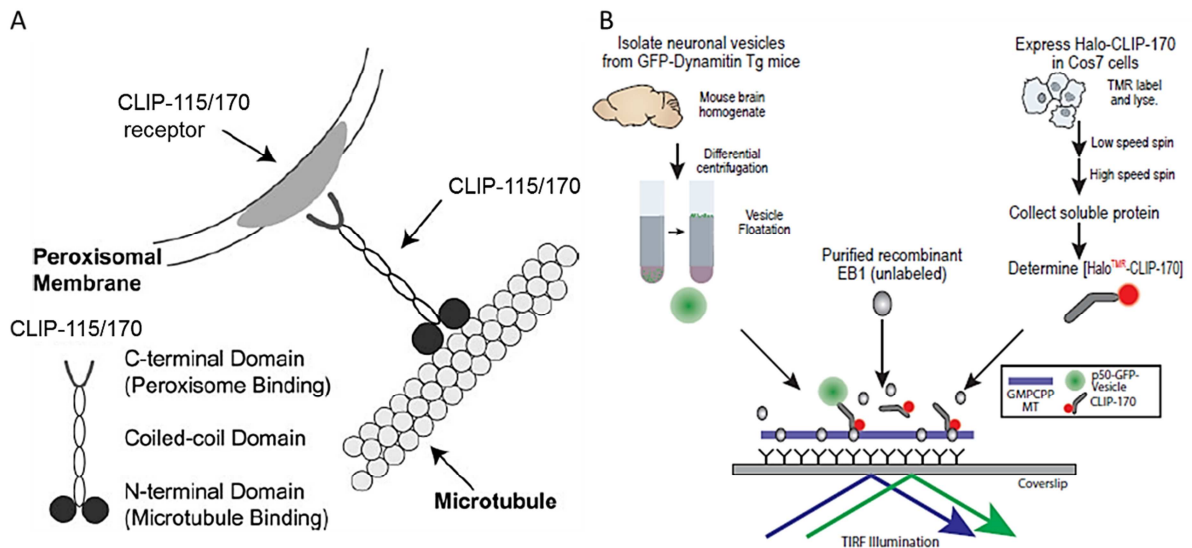 A
CLIP-115/170
receptor
CLIP-115/170
Peroxisomal
Membrane
CLIP-115/170
C-terminal Domain
(Peroxisome Binding)
Coiled-coil Domain
N-terminal Domain
(Microtubule Binding)
Microtubule
B
Isolate neuronal vesicles
from GFP-Dynamitin Tg mice
Mouse brain
homogenate
Differential
centrifugation
Vesicle
Floatation
Purified recombinant
EB1 (unlabeled)
Express Halo-CLIP-170
in Cos7 cells
TMR label
and lyse.
Low speed spin
High speed spin
Collect soluble protein
Determine [HaloTMR-CLIP-170]
GMPCPP
MT
p50-GFP-
Vesicle
CLIP-170
Coverslip
TIRF Illumination